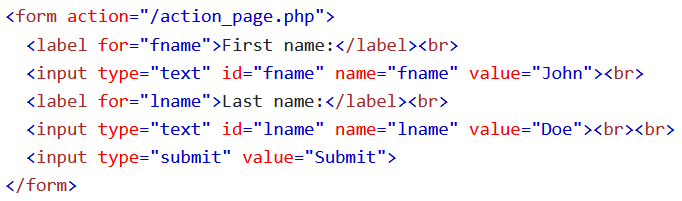 <form action="/action_page.php">
  <label for="fname">First name:</label><br>
  <input type="text" id="fname" name="fname" value="John"><br>
  <label for="lname">Last name:</label><br>
  <input type="text" id="lname" name="lname" value="Doe"><br><br>
  <input type="submit" value="Submit">
</form>